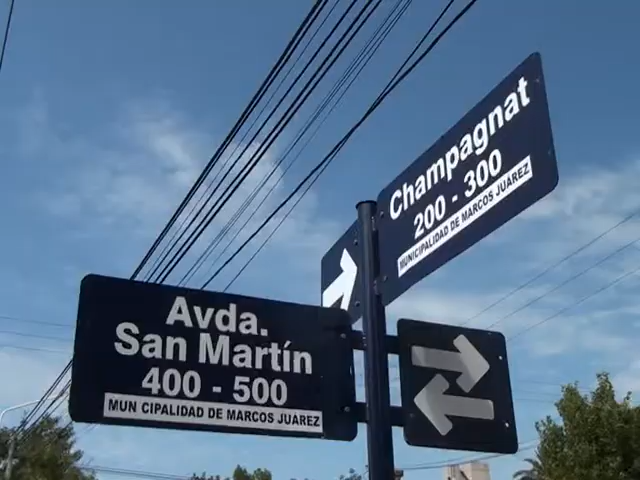 Champagnat
200 - 300
MUNICIPALIDAD DE MARCOS JUAREZ
Avda.
San Martín
400 - 500
MUN CIPALIDAD DE MARCOS JUAREZ